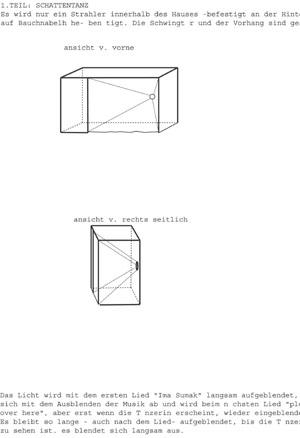 1.TEIL: SCHATTENTANZ
Es wird nur ein Strahler innerhalb des Hauses -befestigt an der Hint
auf Bauchnabelh he- ben tigt. Die Schwingt r und der Vorhang sind ge
ansicht v. vorne
ansicht v. rechts seitlich
Das Licht wird mit dem ersten Lied "Ima Sumak" langsam aufgeblendet,
sich mit dem Ausblenden der Musik ab und wird beim n chsten Lied "pl
over here", aber erst wenn die T nzerin erscheint, wieder eingeblende
Es bleibt so lange - auch nach dem Lied- aufgeblendet, bis die T nze
zu sehen ist. es blendet sich langsam aus.